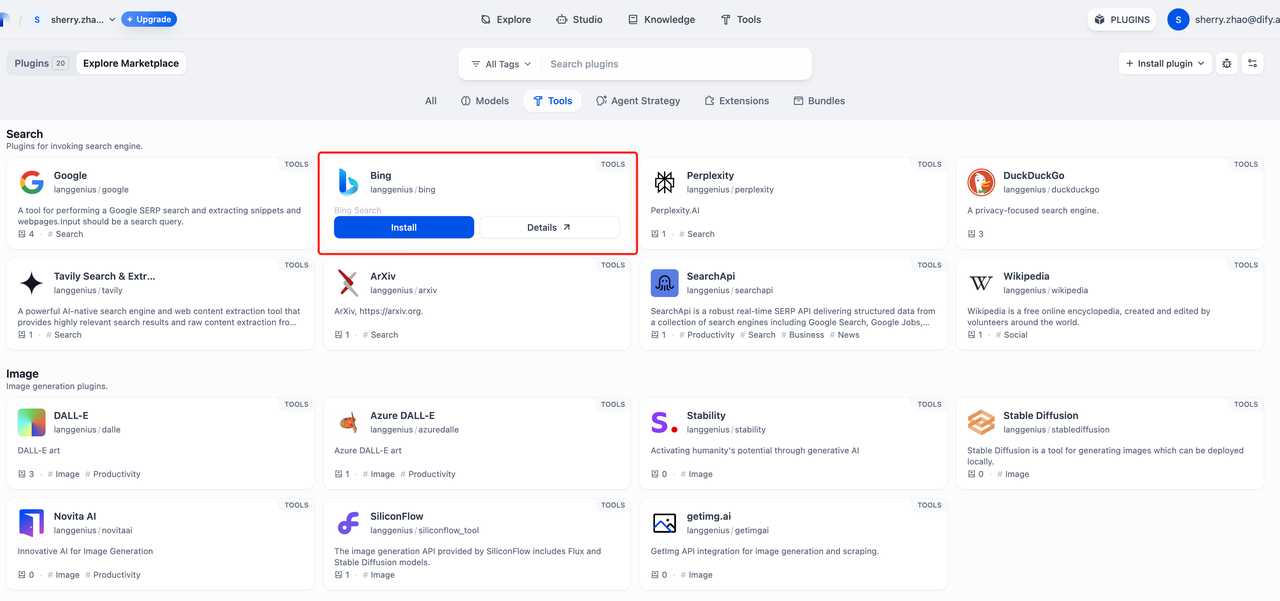 / S sherry.zha... Upgrade Explore Studio Knowledge Tools PLUGINS S sherry.zhao@dify.a
Plugins 20 Explore Marketplace All Tags Search plugins + Install plugin
All Models Tools Agent Strategy Extensions Bundles
Search
Plugins for invoking search engine.
TOOLS
Google
langgenius / google
A tool for performing a Google SERP search and extracting snippets and
webpages.Input should be a search query.
4 · # Search
TOOLS
Bing
langgenius / bing
Bing Search
Install Details
TOOLS
Perplexity
langgenius / perplexity
Perplexity.AI
1 · # Search
TOOLS
DuckDuckGo
langgenius / duckduckgo
A privacy-focused search engine.
3
TOOLS
Tavily Search & Extr...
langgenius / tavily
A powerful AI-native search engine and web content extraction tool that
provides highly relevant search results and raw content extraction fro...
1 · # Search
TOOLS
ArXiv
langgenius / arxiv
ArXiv, https://arxiv.org.
1 · # Search
TOOLS
SearchApi
langgenius / searchapi
SearchApi is a robust real-time SERP API delivering structured data from
a collection of search engines including Google Search, Google Jobs,...
1 · # Productivity # Search # Business # News
TOOLS
W Wikipedia
langgenius / wikipedia
Wikipedia is a free online encyclopedia, created and edited by
volunteers around the world.
1 · # Social
Image
Image generation plugins.
TOOLS
DALL-E
langgenius / dalle
DALL-E art
3 · # Image # Productivity
TOOLS
Azure DALL-E
langgenius / azuredalle
Azure DALL-E art
1 · # Image # Productivity
TOOLS
S. Stability
langgenius / stability
Activating humanity's potential through generative AI
0 · # Image
TOOLS
Stable Diffusion
langgenius / stablediffusion
Stable Diffusion is a tool for generating images which can be deployed
locally.
0 · # Image
TOOLS
Novita AI
langgenius / novitaai
Innovative AI for Image Generation
0 · # Image # Productivity
TOOLS
SiliconFlow
langgenius / siliconflow_tool
The image generation API provided by SiliconFlow includes Flux and
Stable Diffusion models.
1 · # Image
TOOLS
getimg.ai
langgenius / getimgai
GetImg API integration for image generation and scraping.
0 · # Image